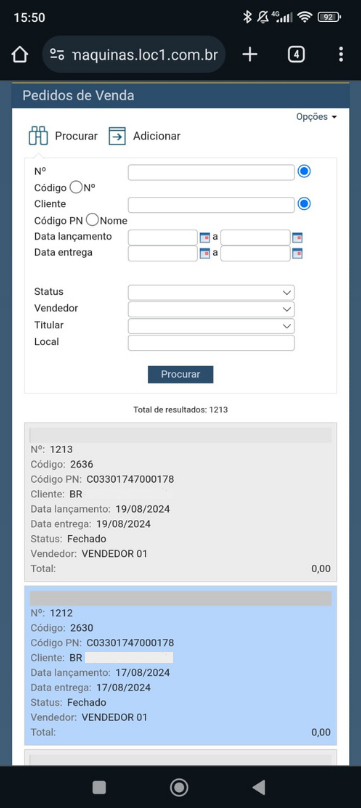 15:50
4G
92
maquinas.loc1.com.br
4
Pedidos de Venda
Opções
Procurar Adicionar
Nº
Código Nº
Cliente
Código PN Nome
Data lançamento a
Data entrega a
Status
Vendedor
Titular
Local
Procurar
Total de resultados: 1213
Nº: 1213
Código: 2636
Código PN: C03301747000178
Cliente: BR
Data lançamento: 19/08/2024
Data entrega: 19/08/2024
Status: Fechado
Vendedor: VENDEDOR 01
Total: 0,00
Nº: 1212
Código: 2630
Código PN: C03301747000178
Cliente: BR
Data lançamento: 17/08/2024
Data entrega: 17/08/2024
Status: Fechado
Vendedor: VENDEDOR 01
Total: 0,00